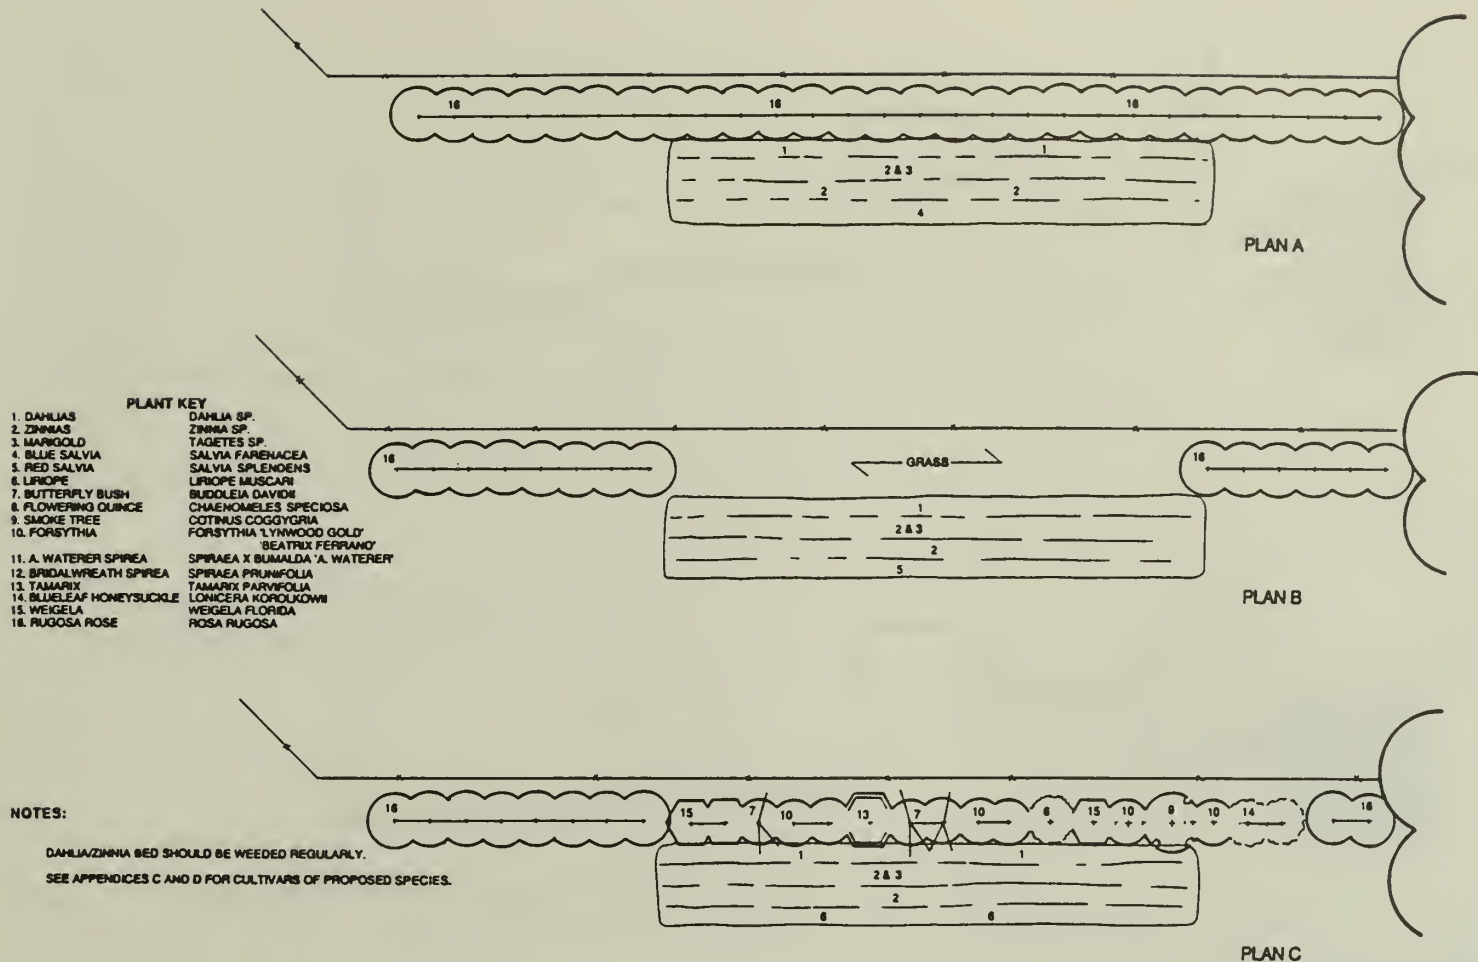 16 16 16
1 1
2 & 3
2 2
4
PLAN A
PLANT KEY
1. DAHLIAS DAHLIA SP.
2. ZINNIAS ZINNIA SP.
3. MARIGOLD TAGETES SP.
4. BLUE SALVIA SALVIA FARENACEA
5. RED SALVIA SALVIA SPLENDENS
6. LIRIOPE LIRIOPE MUSCARI
7. BUTTERFLY BUSH BUDDLEIA DAVIDII
8. FLOWERING QUINCE CHAENOMELES SPECIOSA
9. SMOKE TREE COTINUS COGGYGRIA
10. FORSYTHIA FORSYTHIA 'LYNWOOD GOLD'
'BEATRIX FERRAND'
11. A. WATERER SPIREA SPIRAEA X BUMALDA 'A. WATERER'
12. BRIDALWREATH SPIREA SPIRAEA PRUNIFOLIA
13. TAMARIX TAMARIX PARVIFOLIA
14. BLUELEAF HONEYSUCKLE LONICERA KOROLKOWII
15. WEIGELA WEIGELA FLORIDA
16. RUGOSA ROSE ROSA RUGOSA
16 GRASS 16
1
2 & 3
2
5
PLAN B
NOTES:
DAHLIA/ZINNIA BED SHOULD BE WEEDED REGULARLY.
SEE APPENDICES C AND D FOR CULTIVARS OF PROPOSED SPECIES.
16 15 7 10 13 7 10 15 10 9 10 14 16
1 1
2 & 3
2
6 6
PLAN C